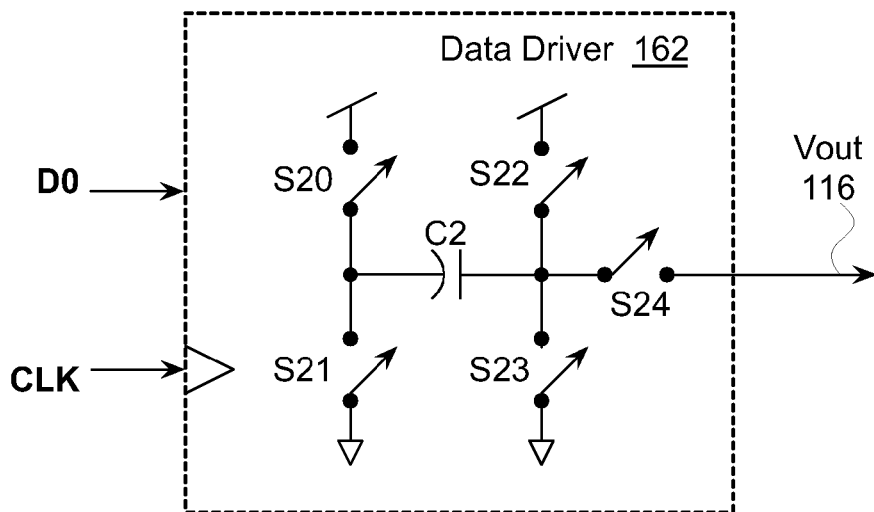 Data Driver 162
D0
S20
S22
Vout
116
C2
S24
CLK
S21
S23